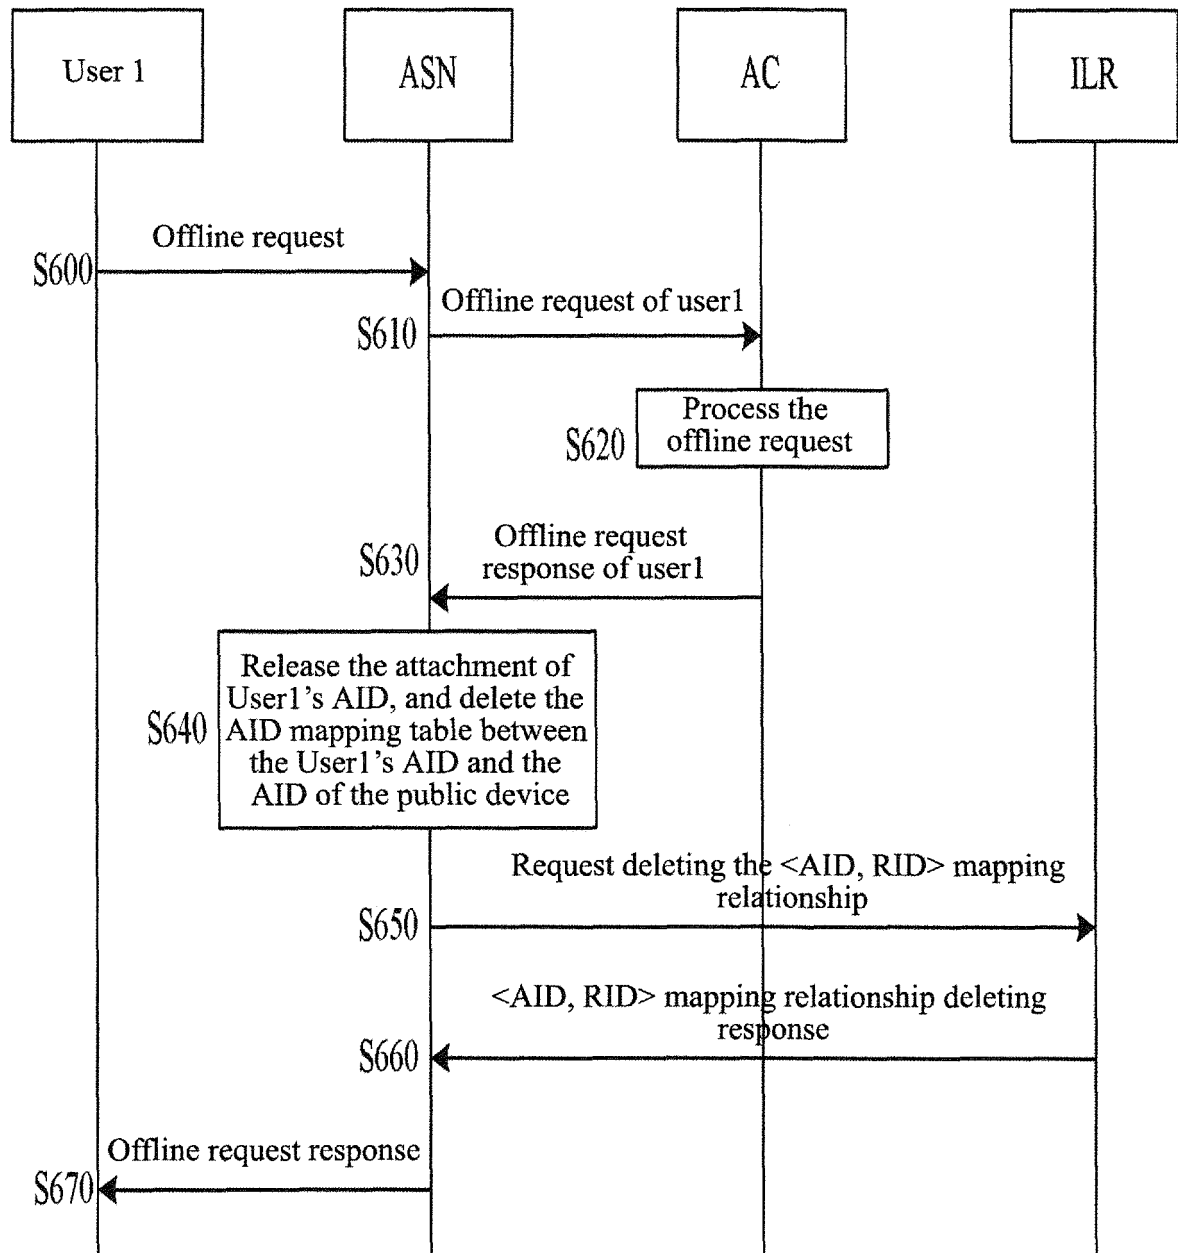 User 1
ASN
AC
ILR
Offline request
S600
Offline request of user1
S610
Process the
offline request
S620
Offline request
response of user1
S630
Release the attachment of
User1's AID, and delete the
AID mapping table between
the User1's AID and the
AID of the public device
S640
Request deleting the <AID, RID> mapping
relationship
S650
<AID, RID> mapping relationship deleting
response
S660
Offline request response
S670